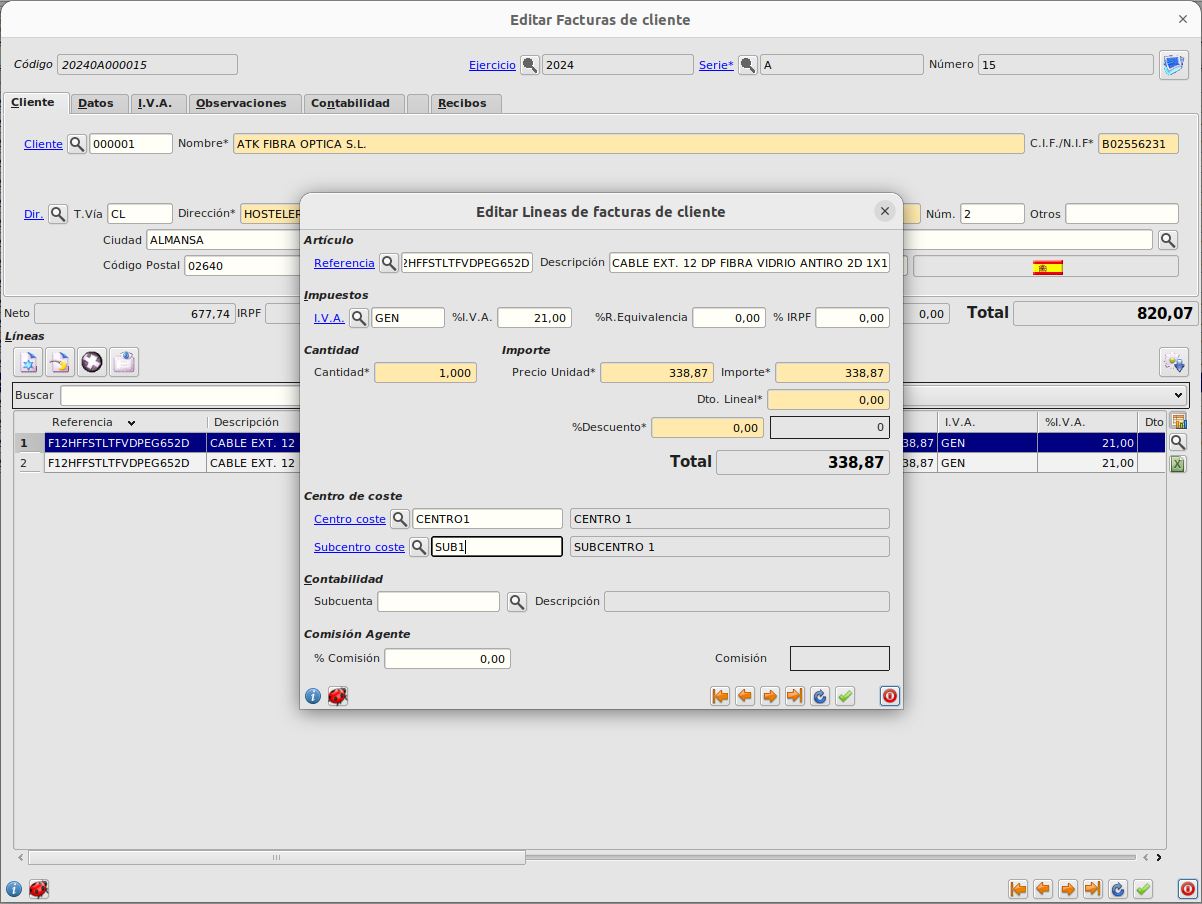 Editar Facturas de cliente
Código 20240A000015 Ejercicio 2024 Serie* A Número 15
Cliente Datos I.V.A. Observaciones Contabilidad Recibos
Cliente 000001 Nombre* ATK FIBRA OPTICA S.L. C.I.F./N.I.F* B02556231
Dir. T.Vía CL Dirección* HOSTELER Núm. 2 Otros
Ciudad ALMANSA
Código Postal 02640
Neto 677,74 IRPF 0,00 Total 820,07
Líneas
Buscar
Referencia Descripción I.V.A. %I.V.A. Dto
1 F12HFFSTLTFVDPEG652D CABLE EXT. 12 38,87 GEN 21,00
2 F12HFFSTLTFVDPEG652D CABLE EXT. 12 38,87 GEN 21,00
Editar Lineas de facturas de cliente
Artículo
Referencia 2HFFSTLTFVDPEG652D Descripción CABLE EXT. 12 DP FIBRA VIDRIO ANTIRO 2D 1X1
Impuestos
I.V.A. GEN %I.V.A. 21,00 %R.Equivalencia 0,00 % IRPF 0,00
Cantidad Importe
Cantidad* 1,000 Precio Unidad* 338,87 Importe* 338,87
Dto. Lineal* 0,00
%Descuento* 0,00 0
Total 338,87
Centro de coste
Centro coste CENTRO1 CENTRO 1
Subcentro coste SUB1 SUBCENTRO 1
Contabilidad
Subcuenta Descripción
Comisión Agente
% Comisión 0,00 Comisión